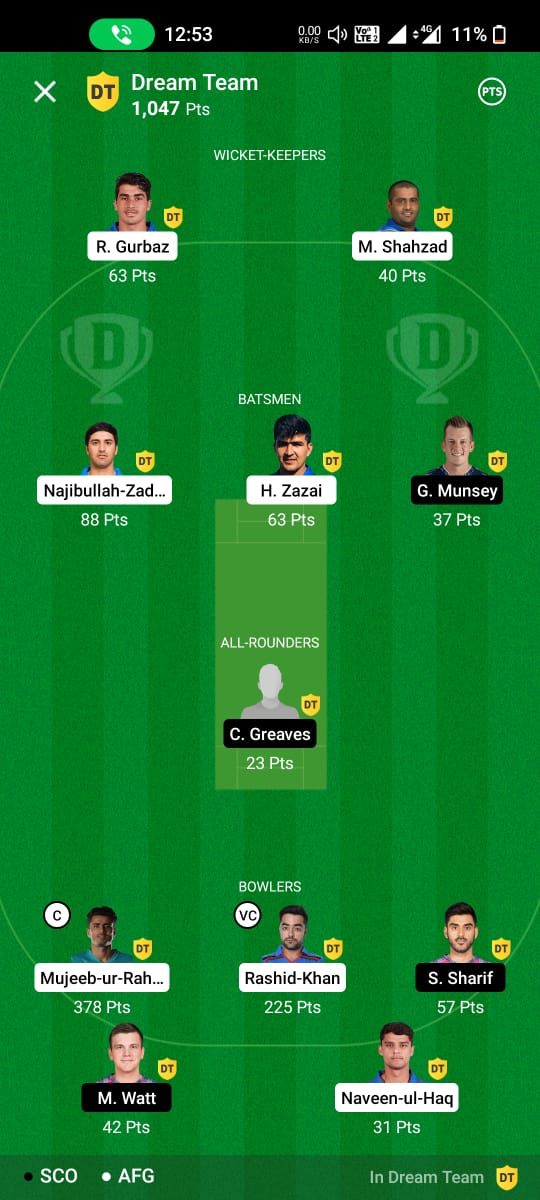 12:53
0.00
KB/S
Vo 1
LTE 2
4G
11%
DT
Dream Team
1,047 Pts
PTS
WICKET-KEEPERS
DT
DT
R. Gurbaz
M. Shahzad
63 Pts
40 Pts
D
D
BATSMEN
DT
DT
DT
Najibullah-Zad...
H. Zazai
G. Munsey
88 Pts
63 Pts
37 Pts
ALL-ROUNDERS
DT
C. Greaves
23 Pts
BOWLERS
C
VC
DT
DT
DT
Mujeeb-ur-Rah...
Rashid-Khan
S. Sharif
378 Pts
225 Pts
57 Pts
DT
DT
M. Watt
Naveen-ul-Haq
42 Pts
31 Pts
SCO
AFG
In Dream Team
DT